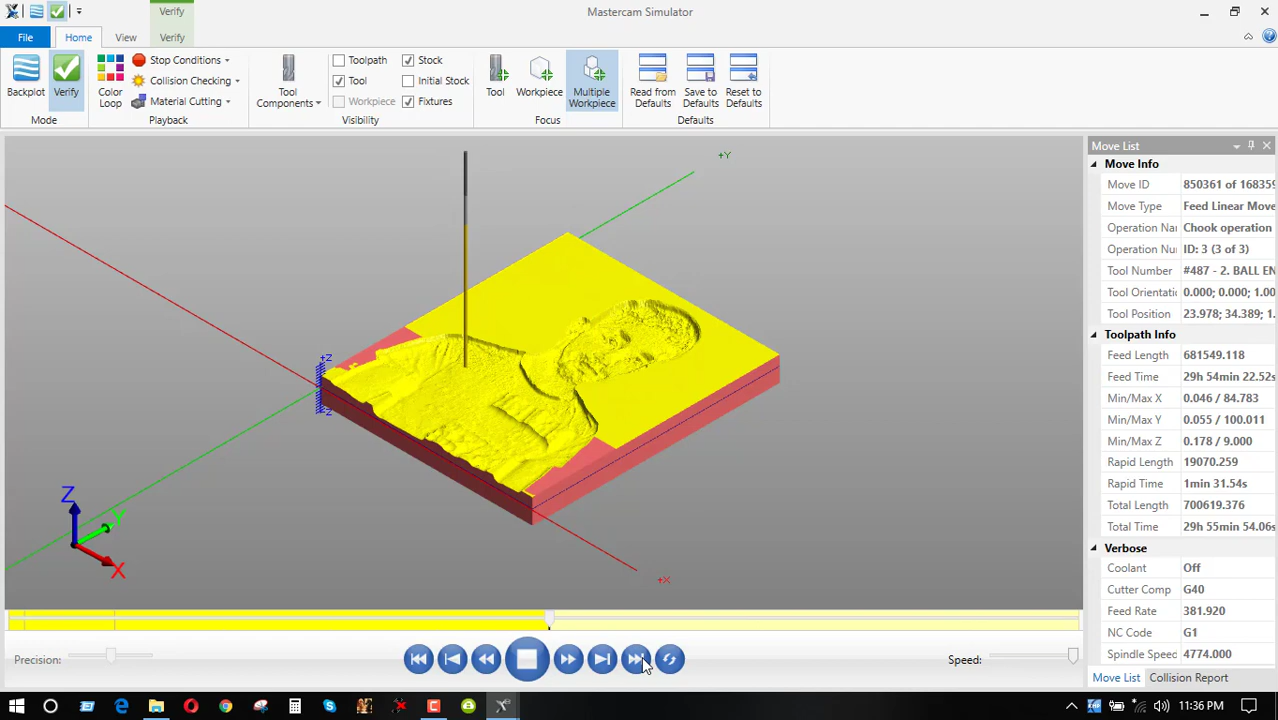 Verify
Mastercam Simulator
File
Home
View
Verify
Backplot
Verify
Mode
Color Loop
Stop Conditions
Collision Checking
Material Cutting
Playback
Tool Components
Toolpath
Tool
Workpiece
Stock
Initial Stock
Fixtures
Visibility
Tool
Workpiece
Multiple Workpiece
Focus
Read from Defaults
Save to Defaults
Reset to Defaults
Defaults
+Y
+Z
-Z
+X
Z
Y
X
Move List
Move Info
Move ID 850361 of 168359
Move Type Feed Linear Move
Operation Nar Chook operation
Operation Nun ID: 3 (3 of 3)
Tool Number #487 - 2. BALL EN
Tool Orientatic 0.000; 0.000; 1.00
Tool Position 23.978; 34.389; 1.
Toolpath Info
Feed Length 681549.118
Feed Time 29h 54min 22.52s
Min/Max X 0.046 / 84.783
Min/Max Y 0.055 / 100.011
Min/Max Z 0.178 / 9.000
Rapid Length 19070.259
Rapid Time 1min 31.54s
Total Length 700619.376
Total Time 29h 55min 54.06s
Verbose
Coolant Off
Cutter Comp G40
Feed Rate 381.920
NC Code G1
Spindle Speed 4774.000
Move List
Collision Report
Precision:
Speed:
11:36 PM